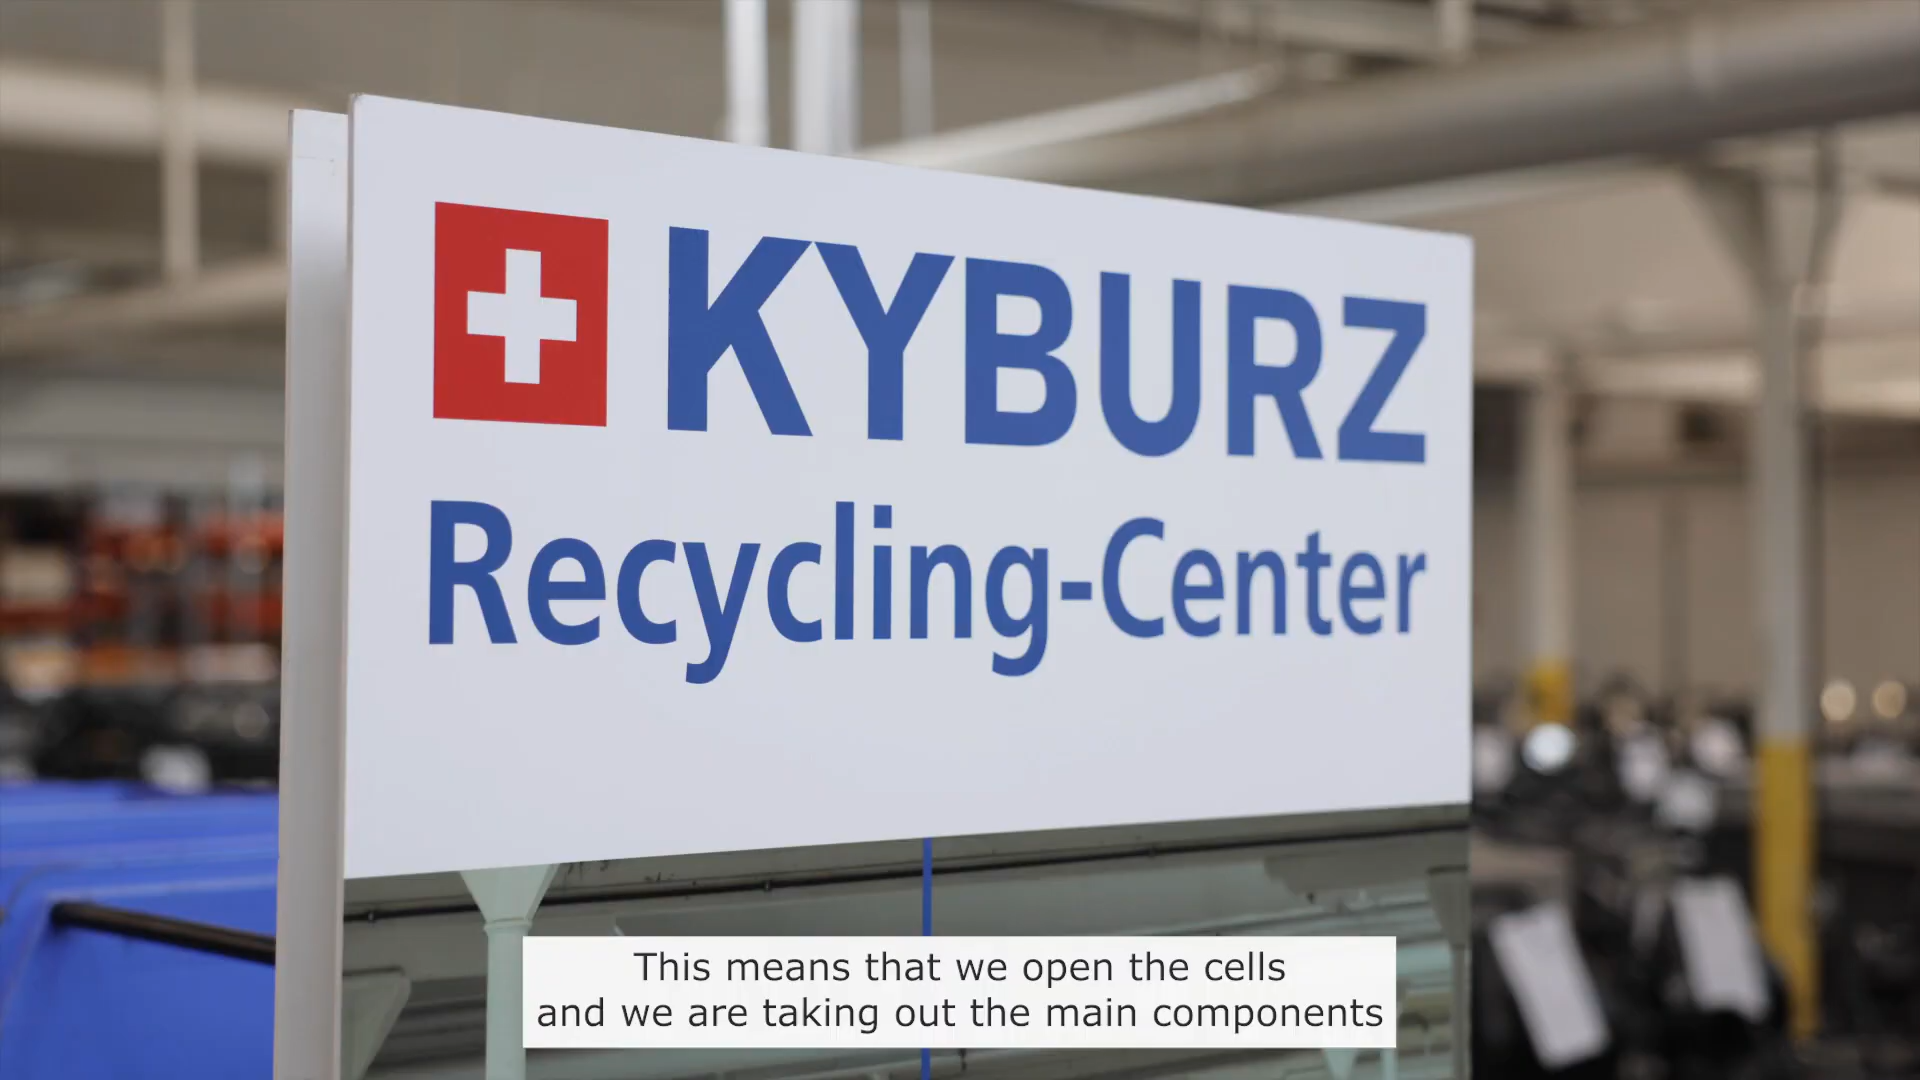 KYBURZ
Recycling-Center
This means that we open the cells
and we are taking out the main components